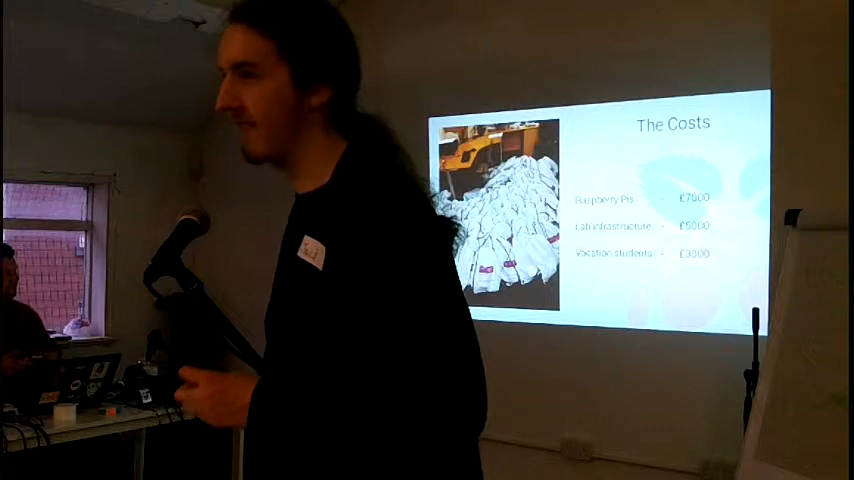 The Costs
Raspberry Pis - £7000
Lab infrastructure - £5000
Vacation students - £3000